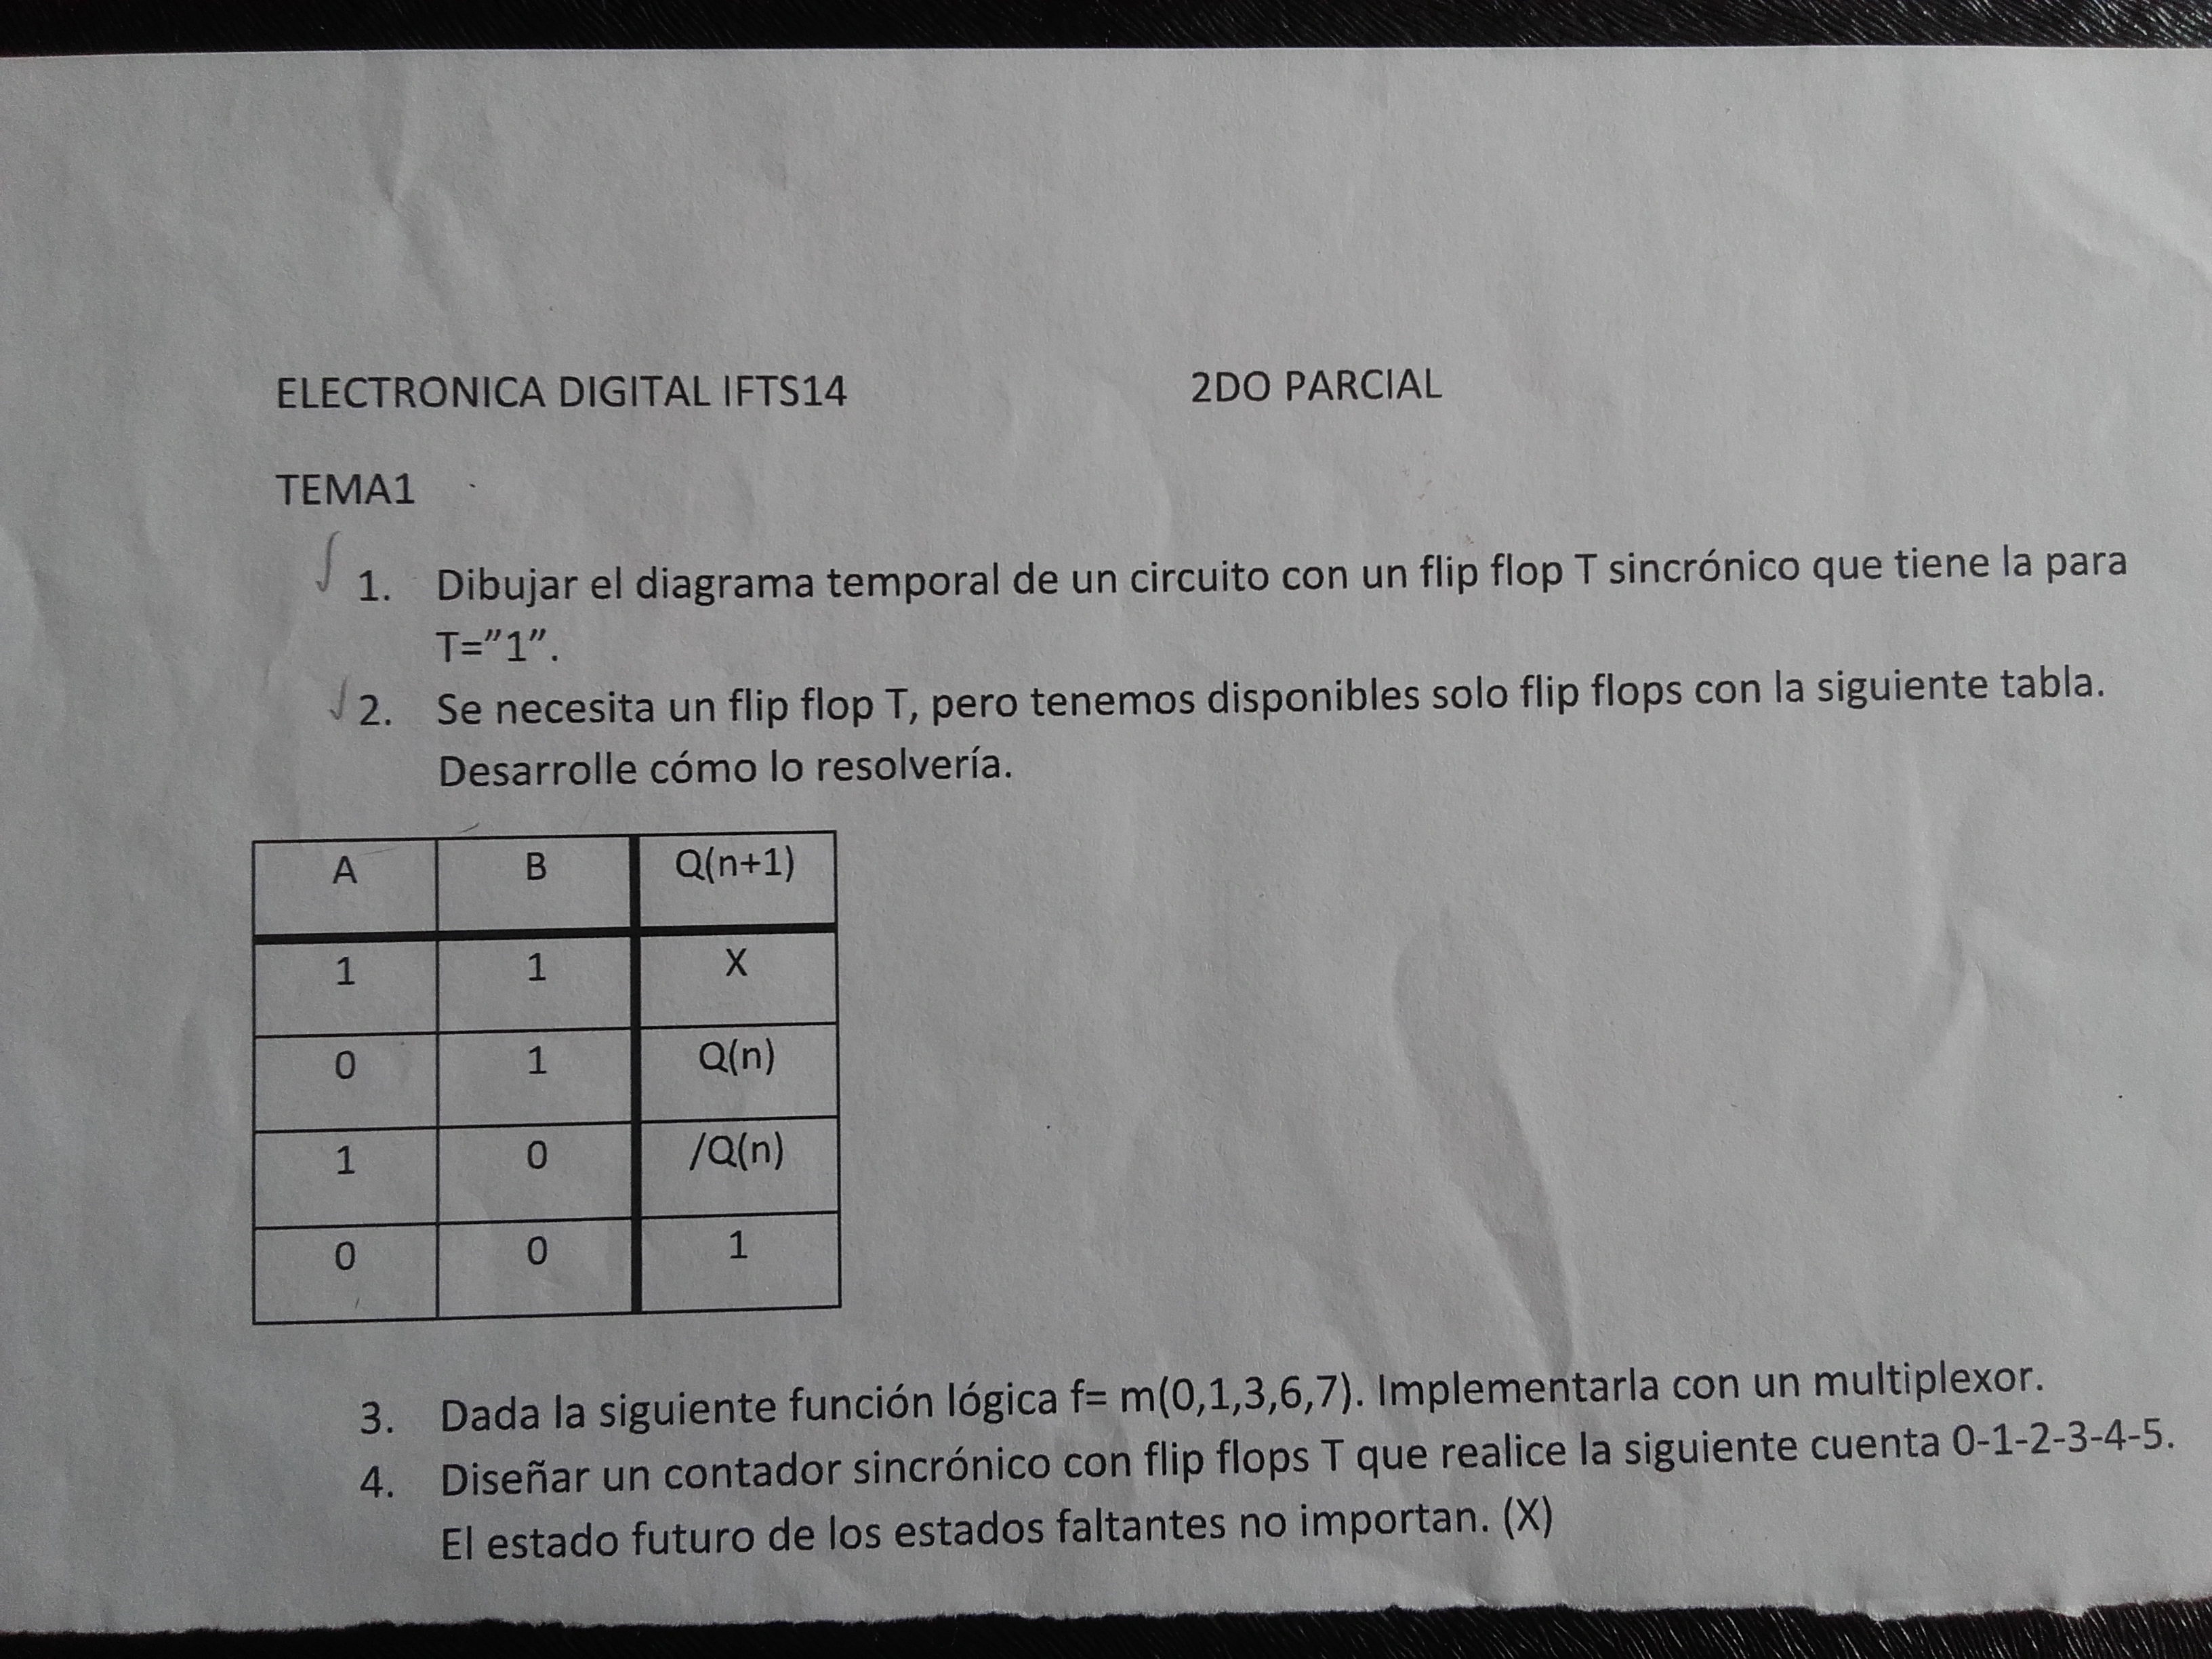 ELECTRONICA DIGITAL IFTS14 2DO PARCIAL
TEMA1
1. Dibujar el diagrama temporal de un circuito con un flip flop T sincrónico que tiene la para
T="1".
2. Se necesita un flip flop T, pero tenemos disponibles solo flip flops con la siguiente tabla.
Desarrolle cómo lo resolvería.
A B Q(n+1)
1 1 X
0 1 Q(n)
1 0 /Q(n)
0 0 1
3. Dada la siguiente función lógica f= m(0,1,3,6,7). Implementarla con un multiplexor.
4. Diseñar un contador sincrónico con flip flops T que realice la siguiente cuenta 0-1-2-3-4-5.
El estado futuro de los estados faltantes no importan. (X)